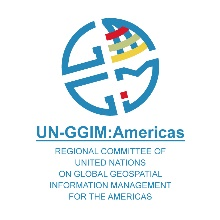 UN-GGIM:Americas
REGIONAL COMMITTEE OF
UNITED NATIONS
ON GLOBAL GEOSPATIAL
INFORMATION MANAGEMENT
FOR THE AMERICAS